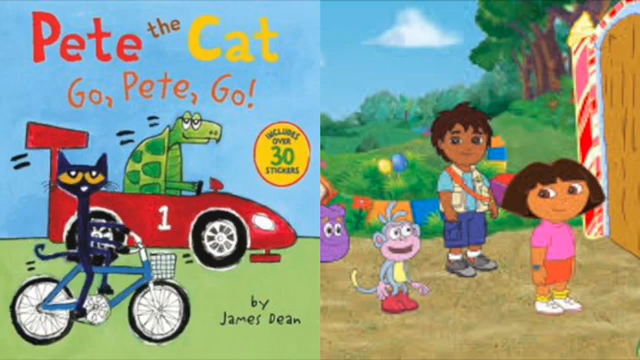 Pete the Cat
Go, Pete, Go!
INCLUDES
OVER
30
STICKERS
1
by
James Dean